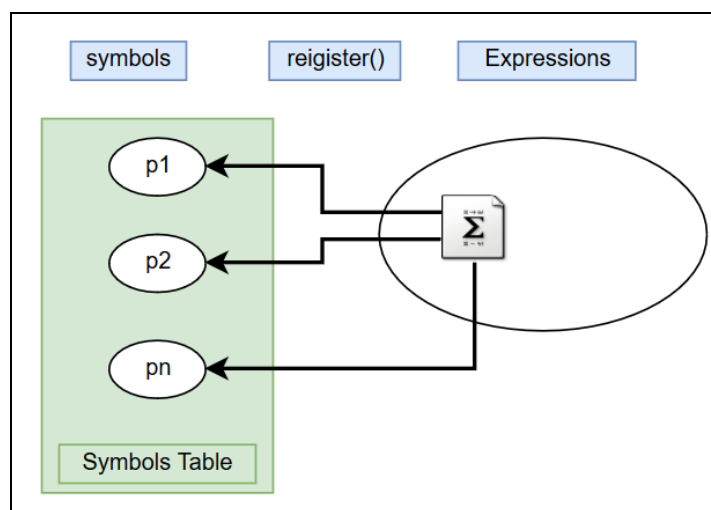 symbols
reigister()
Expressions
p1
p2
pn
Σ
Symbols Table